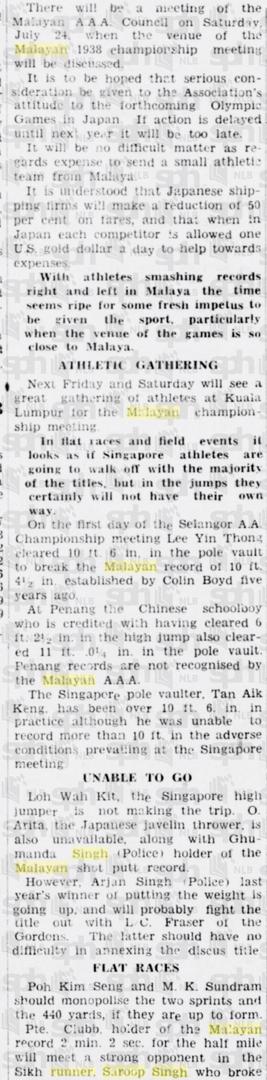 There will be a meeting of the
Malayan A.A.A. Council on Saturday,
July 24, when the venue of the
Malayan 1938 championship meeting
will be discussed.
It is to be hoped that serious con-
sideration be given to the Association's
attitude to the forthcoming Olympic
Games in Japan. If action is delayed
until next year it will be too late.
It will be no difficult matter as re-
gards expense to send a small athletic
team from Malaya.
It is understood that Japanese ship-
ping firms will make a reduction of 50
per cent on fares, and that when in
Japan each competitor is allowed one
U.S. gold dollar a day to help towards
expenses.
With athletes smashing records
right and left in Malaya the time
seems ripe for some fresh impetus to
be given the sport, particularly
when the venue of the games is so
close to Malaya.
ATHLETIC GATHERING
Next Friday and Saturday will see a
great gathering of athletes at Kuala
Lumpur for the Malayan champion-
ship meeting.
In flat races and field events it
looks as if Singapore athletes are
going to walk off with the majority
of the titles, but in the jumps they
certainly will not have their own
way.
On the first day of the Selangor A.A.
Championship meeting Lee Yin Thong
cleared 10 ft. 6 in. in the pole vault
to break the Malayan record of 10 ft.
4½ in. established by Colin Boyd five
years ago.
At Penang the Chinese schoolboy
who is credited with having cleared 6
ft. 2½ in. in the high jump also clear-
ed 11 ft. .0¼ in. in the pole vault.
Penang records are not recognised by
the Malayan A.A.A.
The Singapore pole vaulter, Tan Aik
Keng, has been over 10 ft. 6. in. in
practice although he was unable to
record more than 10 ft. in the adverse
conditions prevailing at the Singapore
meeting
UNABLE TO GO
Loh Wah Kit, the Singapore high
jumper is not making the trip. O.
Arita, the Japanese javelin thrower, is
also unavailable, along with Ghu-
manda Singh (Police) holder of the
Malayan shot putt record.
However, Arjan Singh (Police) last
year's winner of putting the weight is
going up, and will probably fight the
title out with L.C. Fraser of the
Gordons. The latter should have no
difficulty in annexing the discus title
FLAT RACES
Poh Kim Seng and M. K. Sundram
should monopolise the two sprints and
the 440 yards, if they are up to form.
Pte. Clubb, holder of the Malayan
record 2 min. 2 sec. for the half mile
will meet a strong opponent in the
Sikh runner, Saroop Singh who broke